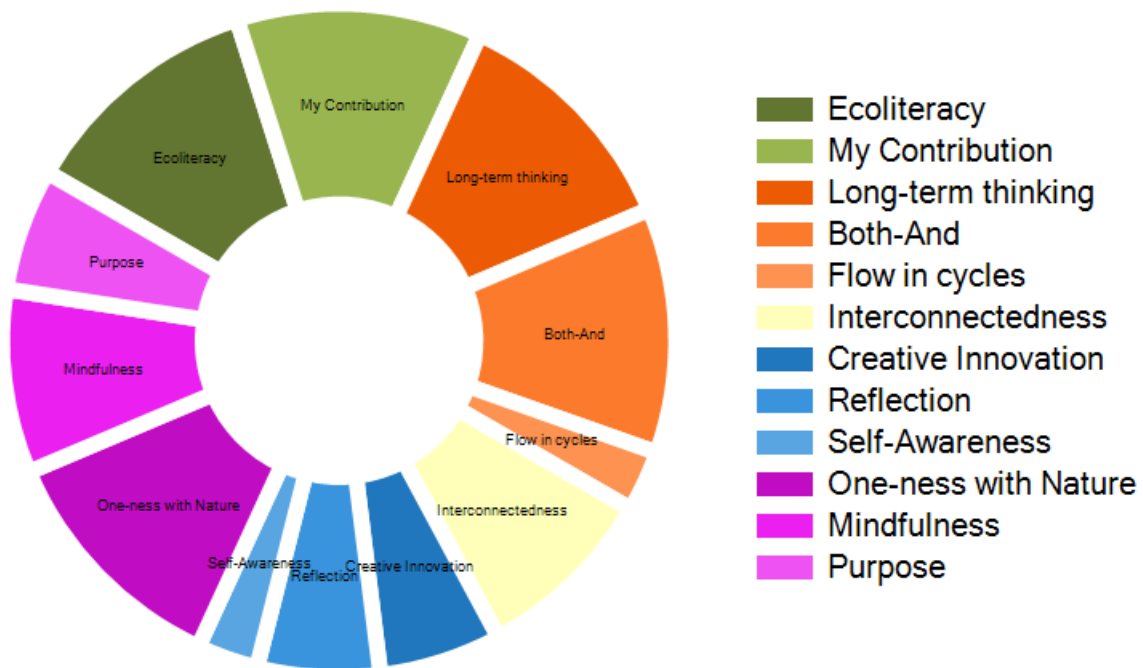 My Contribution
Ecoliteracy
Long-term thinking
Purpose
Both-And
Mindfulness
Flow in cycles
One-ness with Nature
Interconnectedness
Self-Awareness
Reflection
Creative Innovation
Ecoliteracy
My Contribution
Long-term thinking
Both-And
Flow in cycles
Interconnectedness
Creative Innovation
Reflection
Self-Awareness
One-ness with Nature
Mindfulness
Purpose